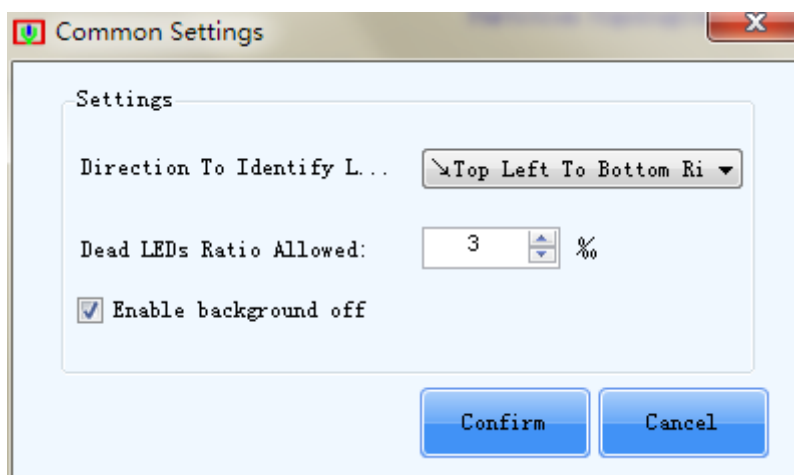 Common Settings
Settings
Direction To Identify L...
↘Top Left To Bottom Ri
Dead LEDs Ratio Allowed:
3
‰
Enable background off
Confirm
Cancel